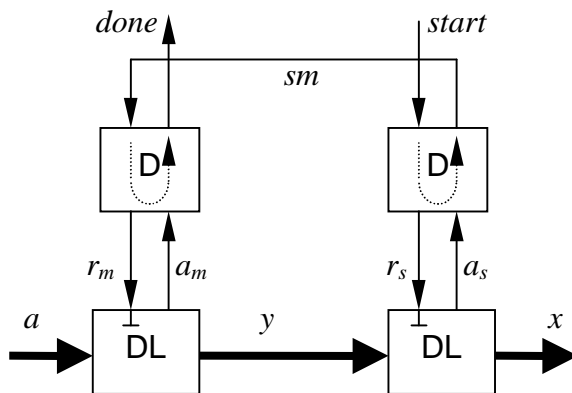 done start
sm
D D
r_m a_m r_s a_s
a y x
DL DL